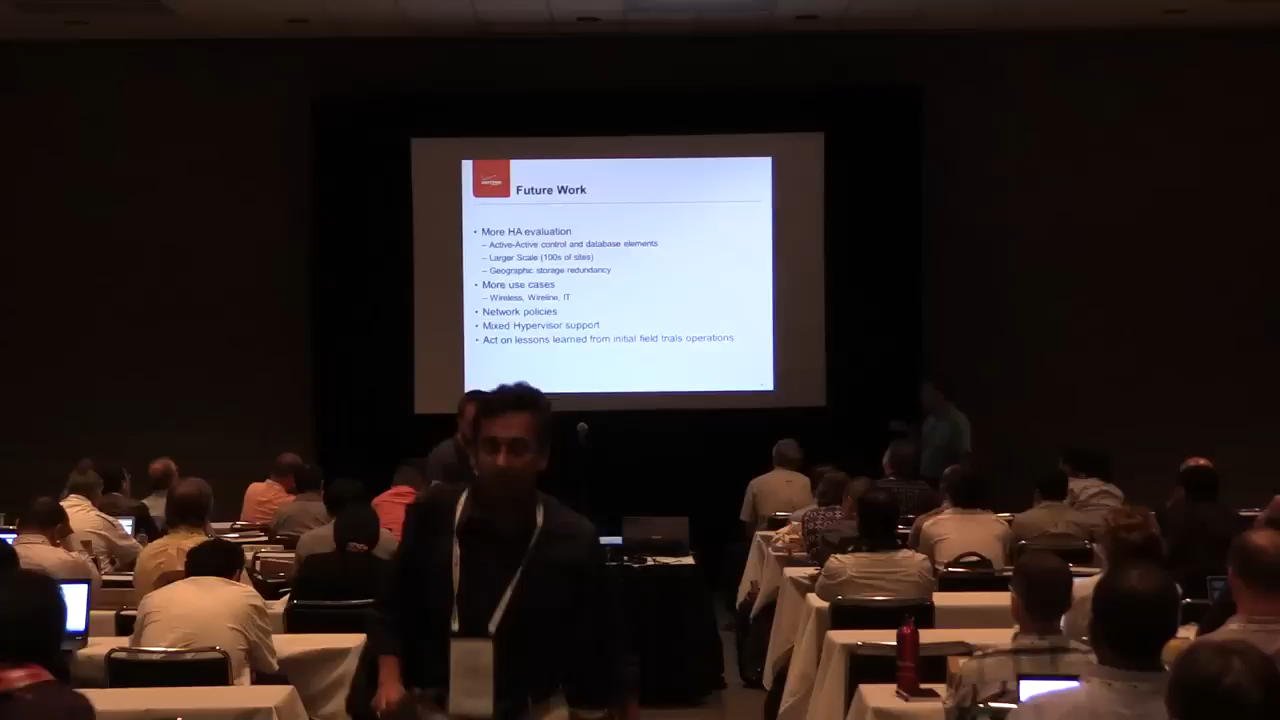 Future Work
• More HA evaluation
– Active-Active control and database elements
– Larger Scale (100s of sites)
– Geographic storage redundancy
• More use cases
– Wireless, Wireline, IT
• Network policies
• Mixed Hypervisor support
• Act on lessons learned from initial field trials operations